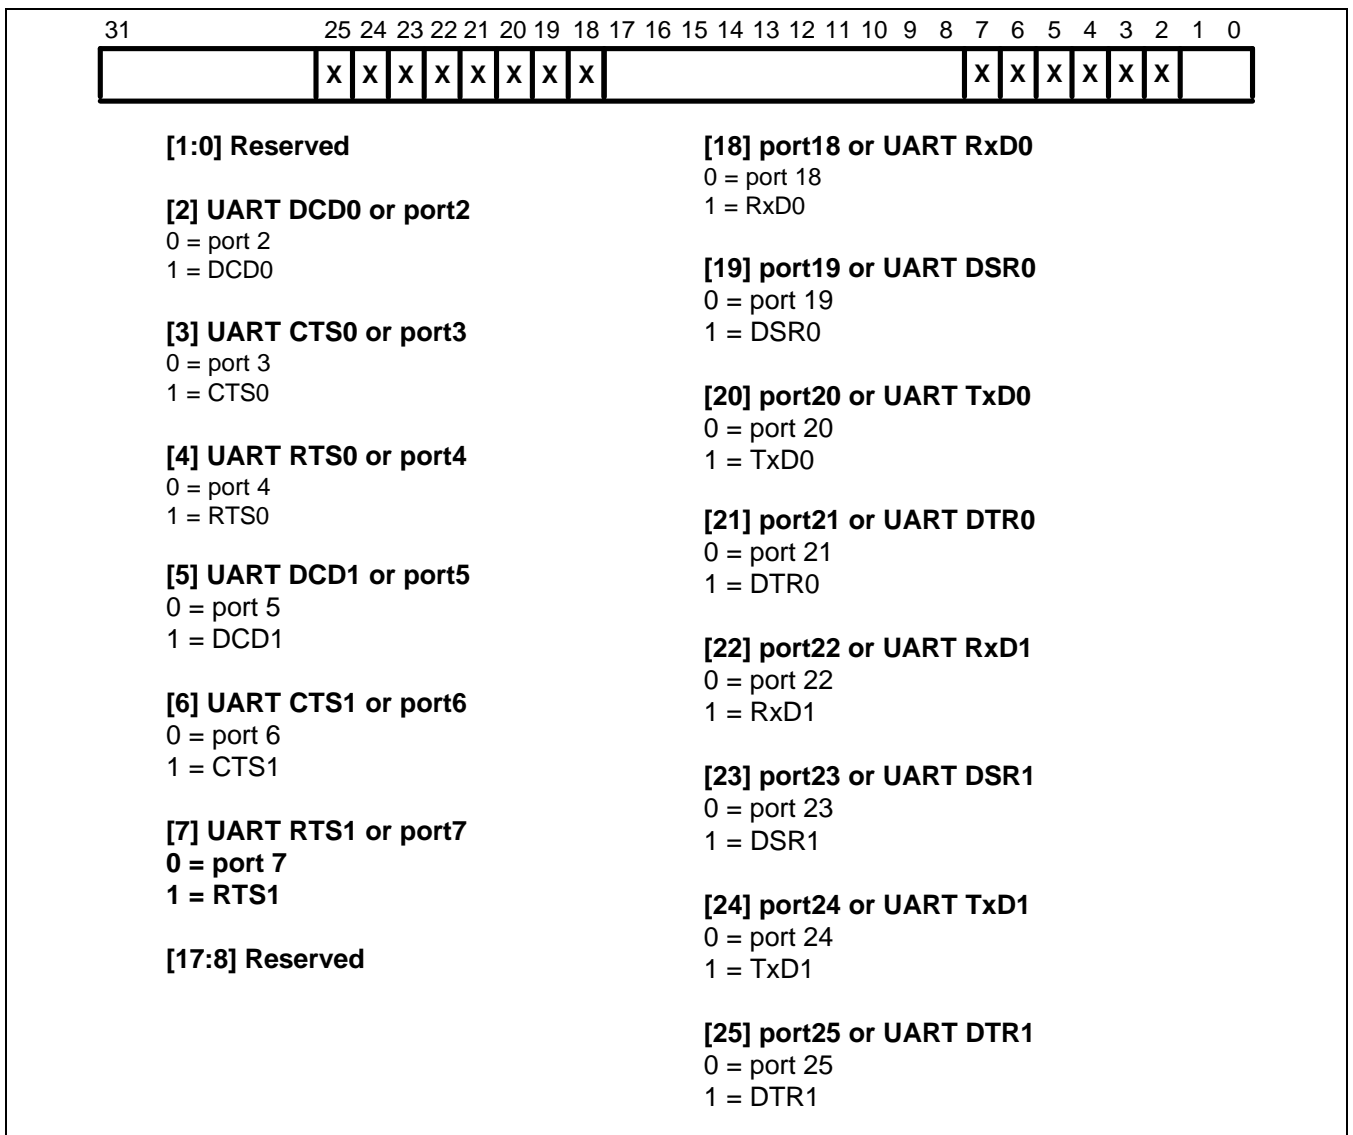 31 25 24 23 22 21 20 19 18 17 16 15 14 13 12 11 10 9 8 7 6 5 4 3 2 1 0
X X X X X X X X X X X X X X
[1:0] Reserved
[2] UART DCD0 or port2
0 = port 2
1 = DCD0
[3] UART CTS0 or port3
0 = port 3
1 = CTS0
[4] UART RTS0 or port4
0 = port 4
1 = RTS0
[5] UART DCD1 or port5
0 = port 5
1 = DCD1
[6] UART CTS1 or port6
0 = port 6
1 = CTS1
[7] UART RTS1 or port7
0 = port 7
1 = RTS1
[17:8] Reserved
[18] port18 or UART RxD0
0 = port 18
1 = RxD0
[19] port19 or UART DSR0
0 = port 19
1 = DSR0
[20] port20 or UART TxD0
0 = port 20
1 = TxD0
[21] port21 or UART DTR0
0 = port 21
1 = DTR0
[22] port22 or UART RxD1
0 = port 22
1 = RxD1
[23] port23 or UART DSR1
0 = port 23
1 = DSR1
[24] port24 or UART TxD1
0 = port 24
1 = TxD1
[25] port25 or UART DTR1
0 = port 25
1 = DTR1